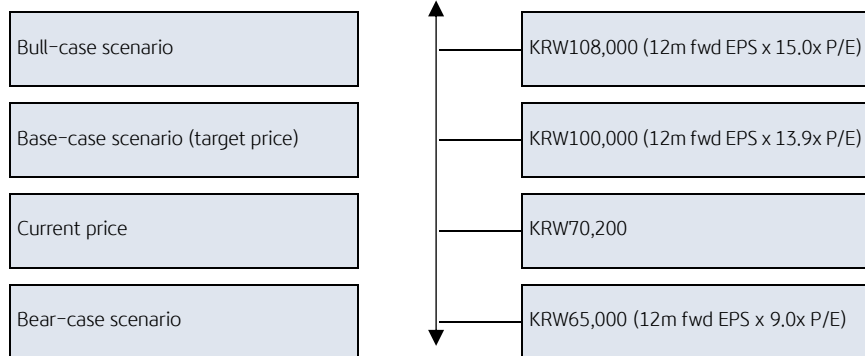 Bull-case scenario
KRW108,000 (12m fwd EPS x 15.0x P/E)
Base-case scenario (target price)
KRW100,000 (12m fwd EPS x 13.9x P/E)
Current price
KRW70,200
Bear-case scenario
KRW65,000 (12m fwd EPS x 9.0x P/E)